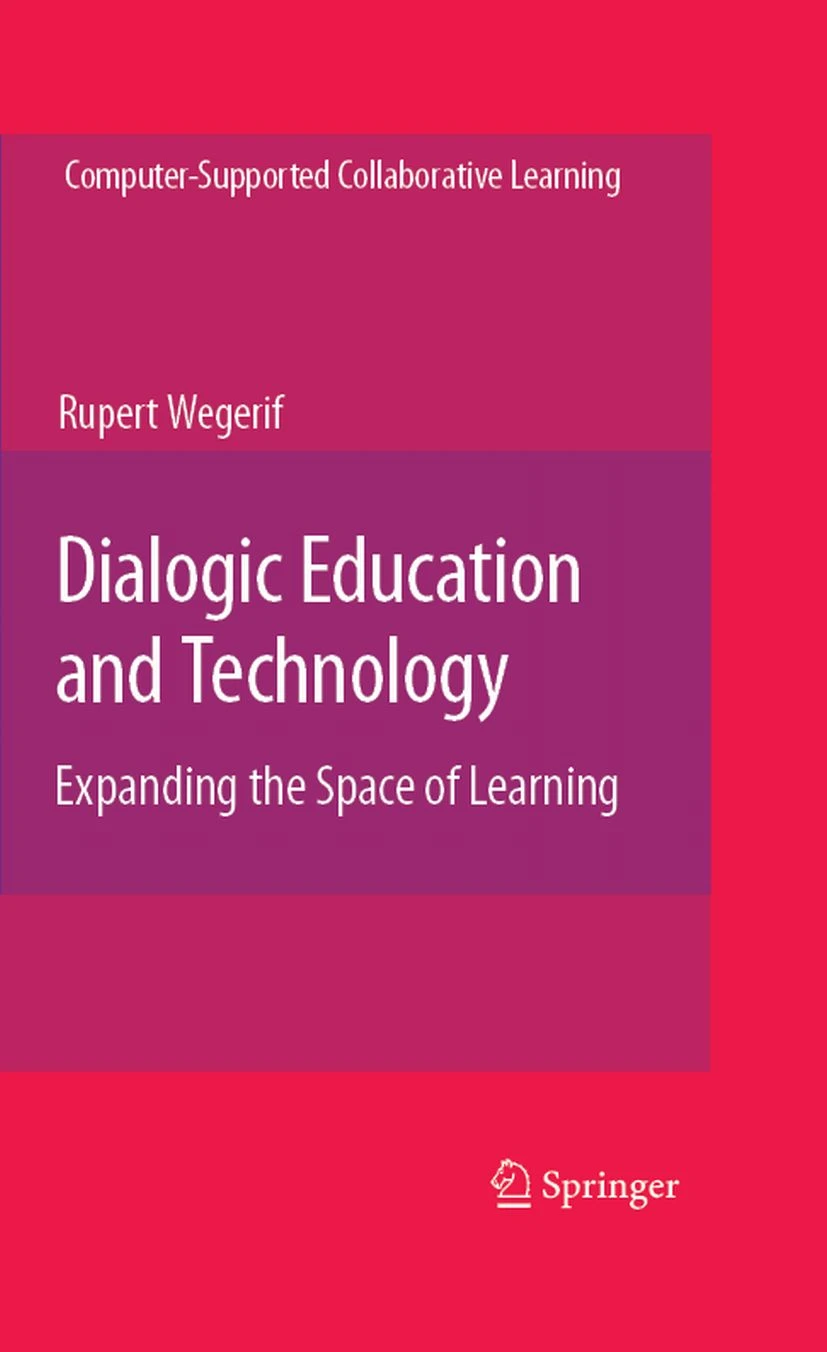 Computer-Supported Collaborative Learning
Rupert Wegerif
Dialogic Education
and Technology
Expanding the Space of Learning
Springer